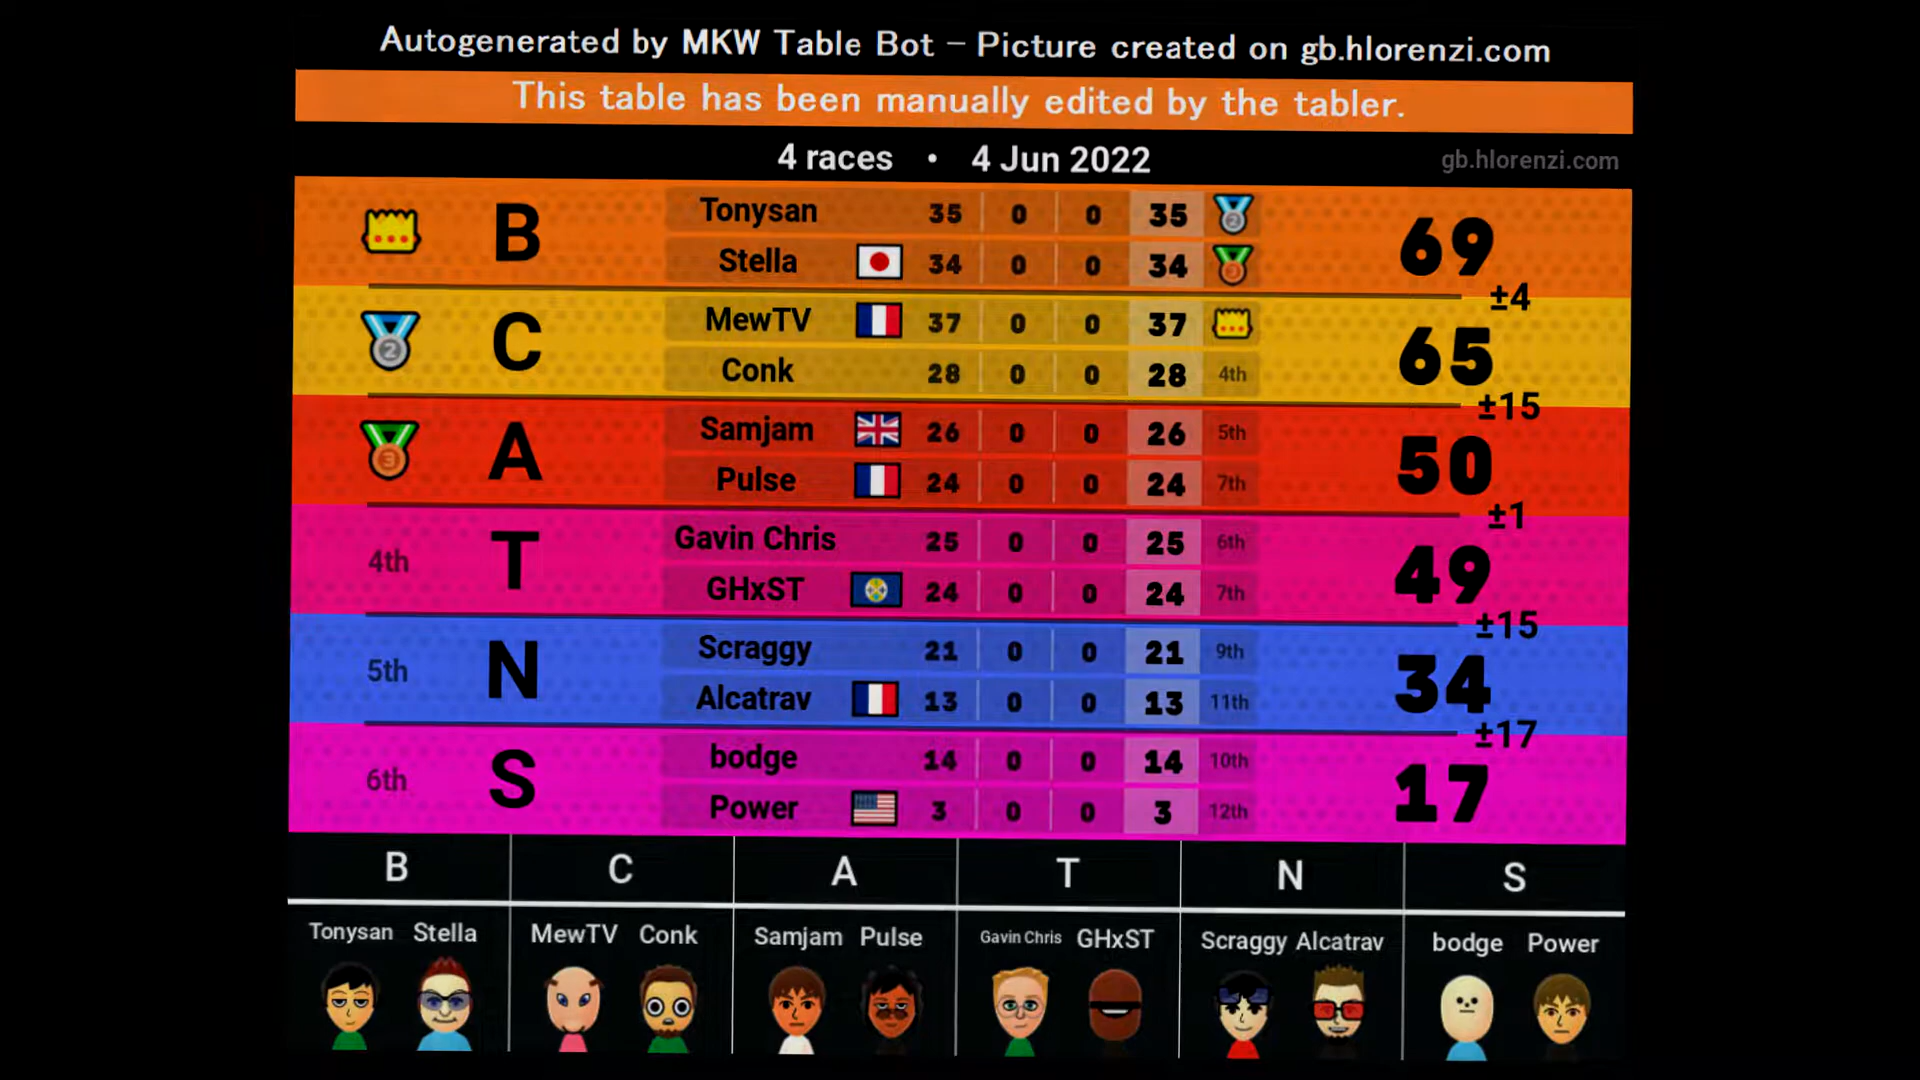 Autogenerated by MKW Table Bot – Picture created on gb.hlorenzi.com
This table has been manually edited by the tabler.
4 races • 4 Jun 2022 gb.hlorenzi.com
B
Tonysan 35 0 0 35 2
Stella 34 0 0 34 3
69
±4
2 C
MewTV 37 0 0 37
Conk 28 0 0 28 4th
65
±15
3 A
Samjam 26 0 0 26 5th
Pulse 24 0 0 24 7th
50
±1
4th T
Gavin Chris 25 0 0 25 6th
GHxST 24 0 0 24 7th
49
±15
5th N
Scraggy 21 0 0 21 9th
Alcatrav 13 0 0 13 11th
34
±17
6th S
bodge 14 0 0 14 10th
Power 3 0 0 3 12th
17
B C A T N S
Tonysan Stella MewTV Conk Samjam Pulse Gavin Chris GHxST Scraggy Alcatrav bodge Power